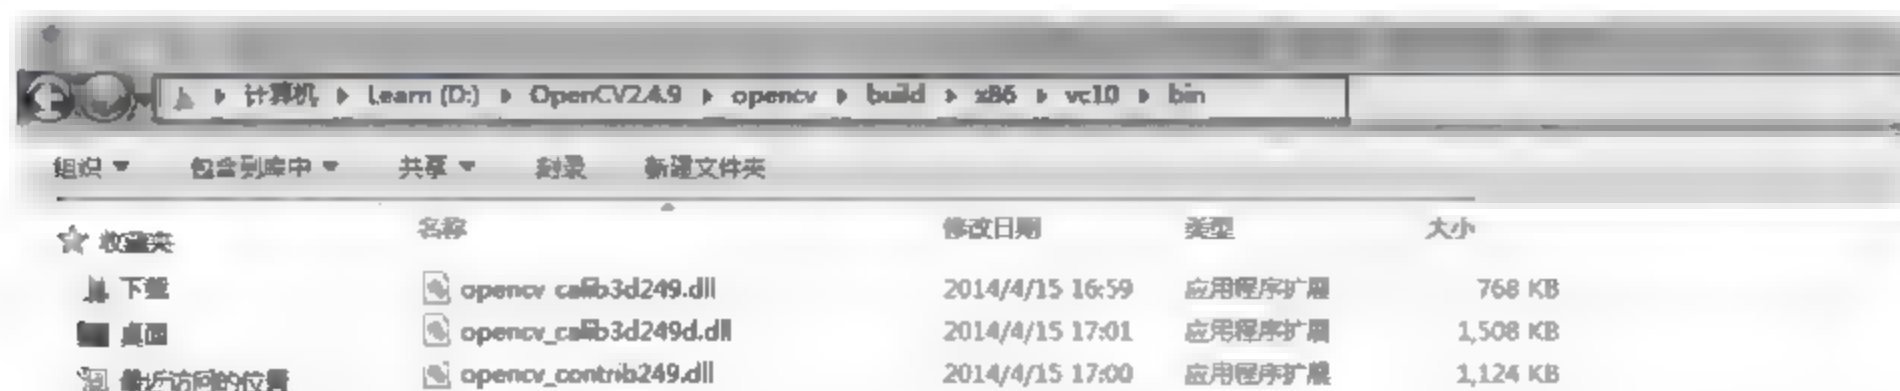 计算机 ▸ Learn (D:) ▸ OpenCV2.4.9 ▸ opencv ▸ build ▸ x86 ▸ vc10 ▸ bin
组织 包含到库中 共享 刻录 新建文件夹
名称 修改日期 类型 大小
收藏夹
下载 opencv_calib3d249.dll 2014/4/15 16:59 应用程序扩展 768 KB
桌面 opencv_calib3d249d.dll 2014/4/15 17:01 应用程序扩展 1,508 KB
最近访问的位置 opencv_contrib249.dll 2014/4/15 17:00 应用程序扩展 1,124 KB